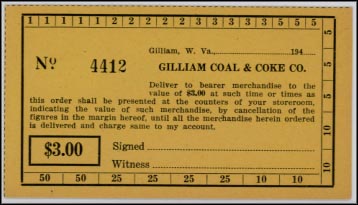 1 1 1 1 1 2 2 2 2 2 3 3 3 3 3 5 5 5
Gilliam, W. Va., 194
Nº 4412 GILLIAM COAL & COKE CO.
Deliver to bearer merchandise to the
value of $3.00 at such time or times as
this order shall be presented at the counters of your storeroom,
indicating the value of such merchandise, by cancellation of the
figures in the margin hereof, until all the merchandise herein ordered
is delivered and charge same to my account.
$3.00
Signed
Witness
50 50 25 25 25 25 10 10
5 5 5 10 10